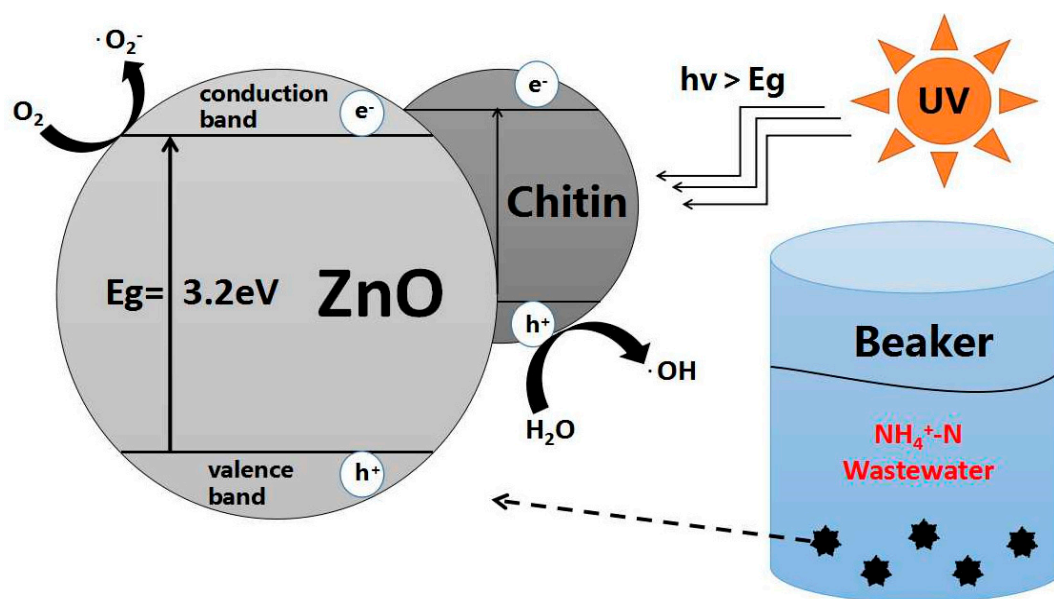 ·O₂⁻
O₂
conduction
band
e⁻
e⁻
hv > Eg
UV
Chitin
Eg= 3.2eV
ZnO
h⁺
·OH
H₂O
valence
band
h⁺
Beaker
NH₄⁺-N
Wastewater